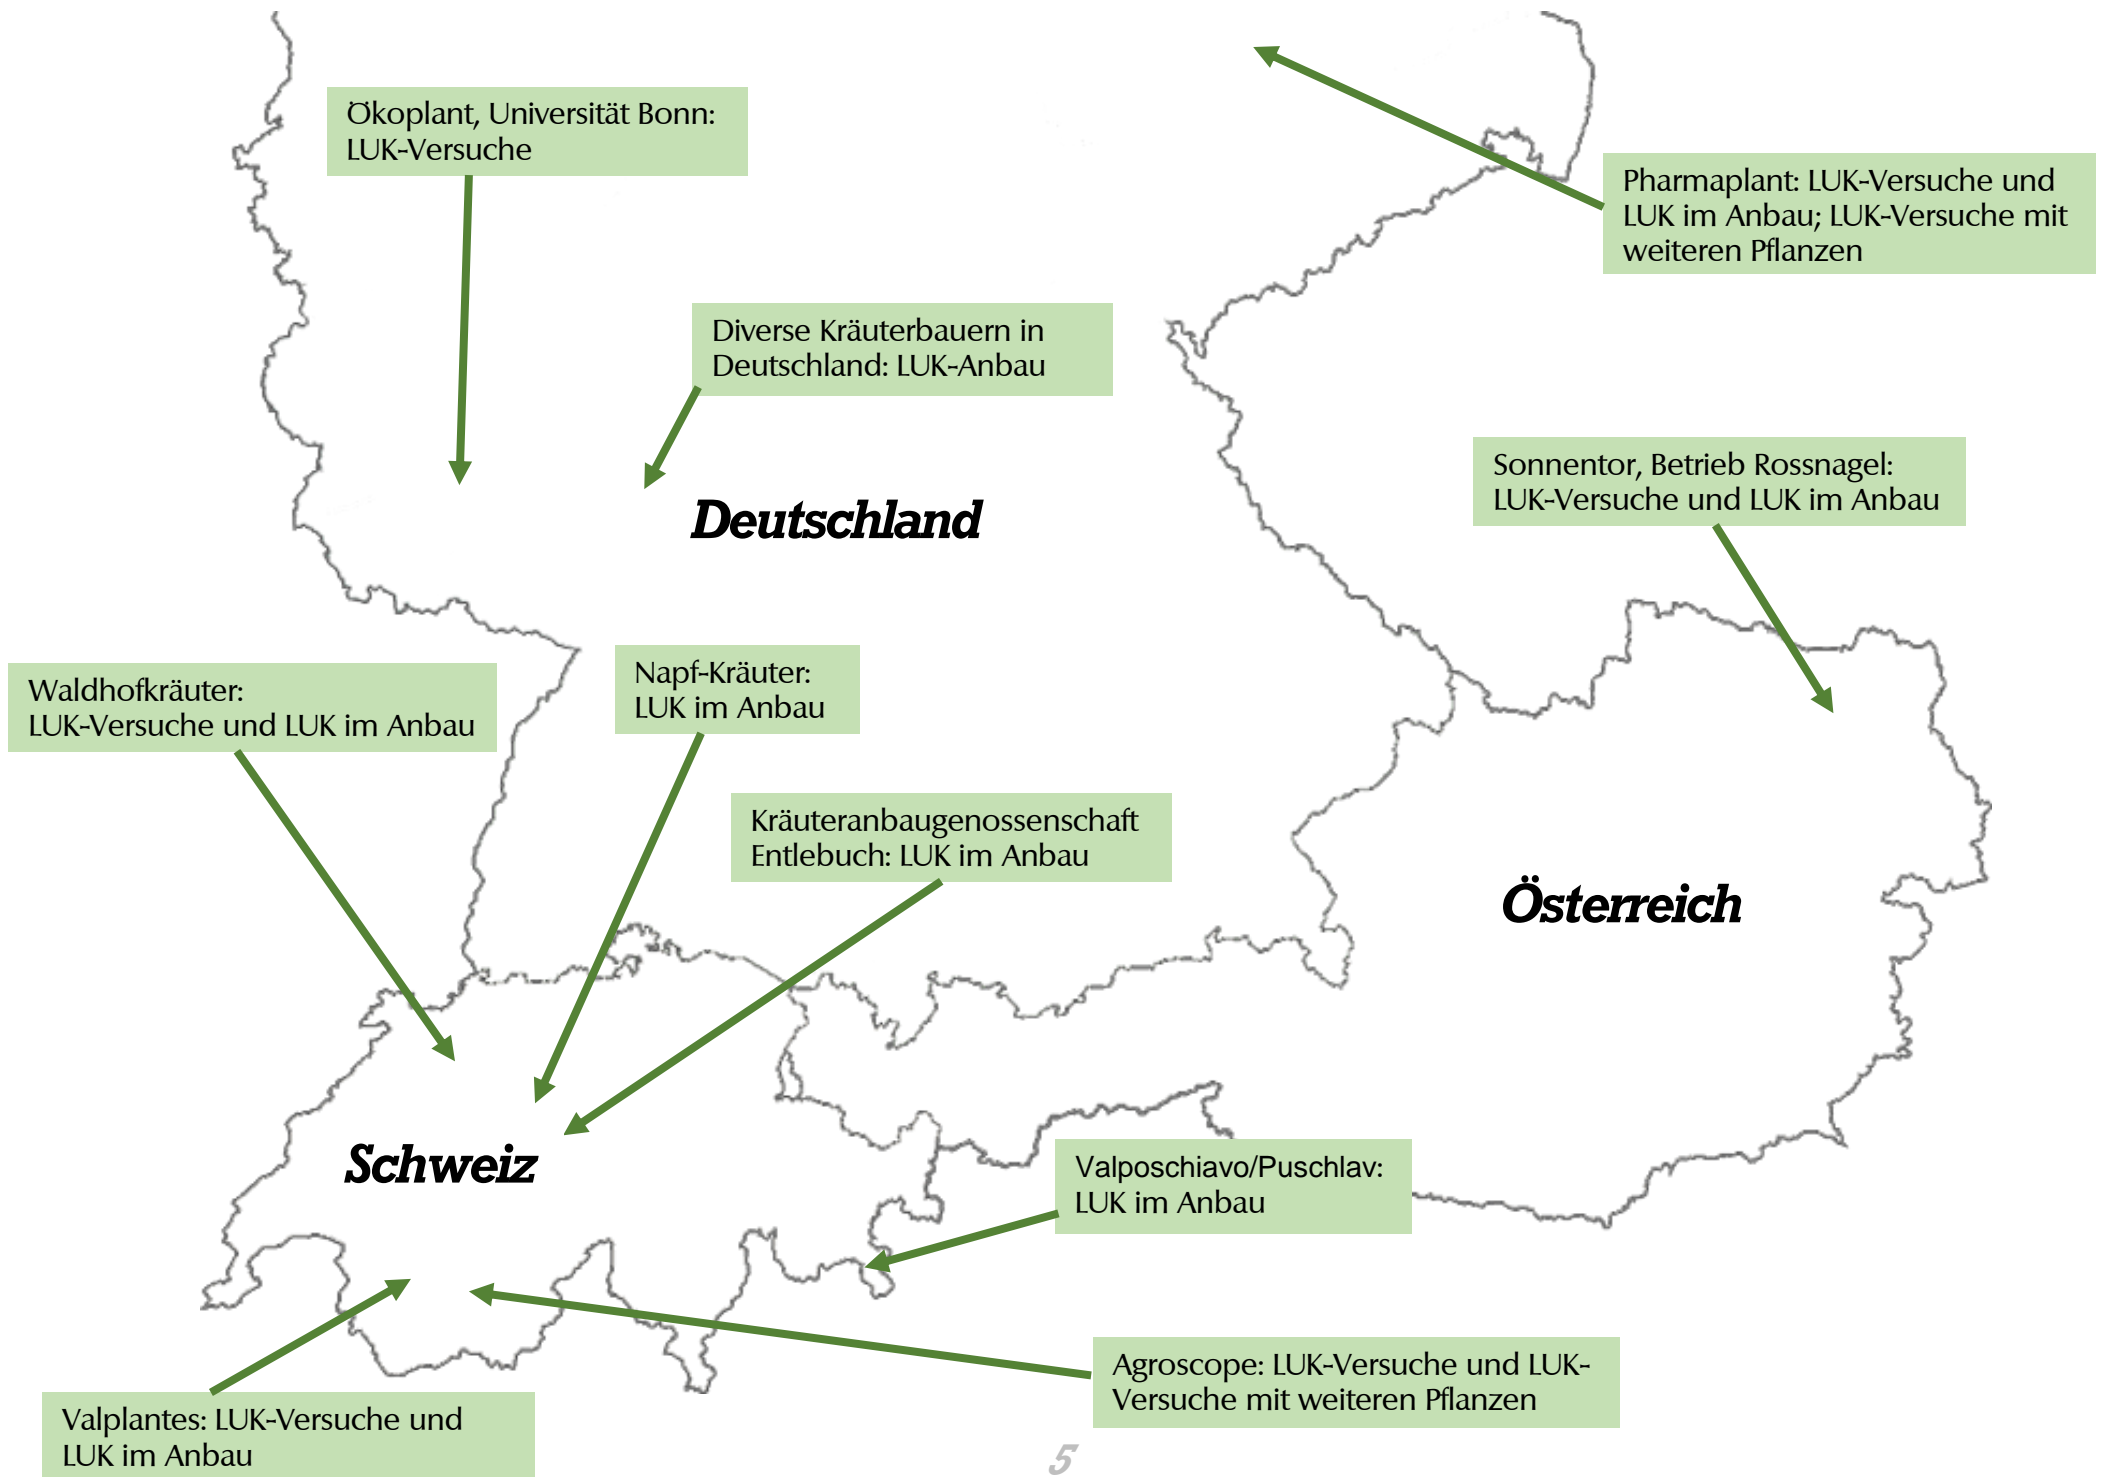 Ökoplant, Universität Bonn:
LUK-Versuche
Pharmaplant: LUK-Versuche und
LUK im Anbau; LUK-Versuche mit
weiteren Pflanzen
Diverse Kräuterbauern in
Deutschland: LUK-Anbau
Sonnentor, Betrieb Rossnagel:
LUK-Versuche und LUK im Anbau
Deutschland
Napf-Kräuter:
LUK im Anbau
Waldhofkräuter:
LUK-Versuche und LUK im Anbau
Kräuteranbaugenossenschaft
Entlebuch: LUK im Anbau
Österreich
Schweiz
Valposchiavo/Puschlav:
LUK im Anbau
Agroscope: LUK-Versuche und LUK-
Versuche mit weiteren Pflanzen
Valplantes: LUK-Versuche und
LUK im Anbau
5